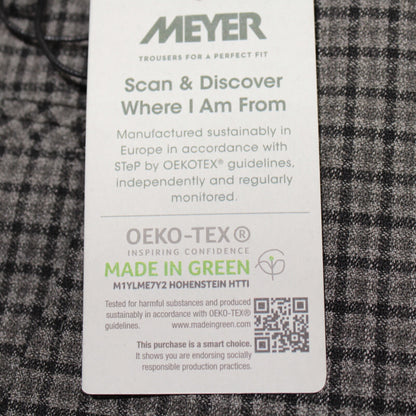 MEYER
TROUSERS FOR A PERFECT FIT
Scan & Discover
Where I Am From
Manufactured sustainably in
Europe in accordance with
STeP by OEKOTEX® guidelines,
independently and regularly
monitored.
OEKO-TEX®
INSPIRING CONFIDENCE
MADE IN GREEN
M1YLME7Y2 HOHENSTEIN HTTI
Tested for harmful substances and produced
sustainably in accordance with OEKO-TEX®
guidelines. www.madeingreen.com
This purchase is a smart choice.
It shows you are endorsing socially
responsible production practices.